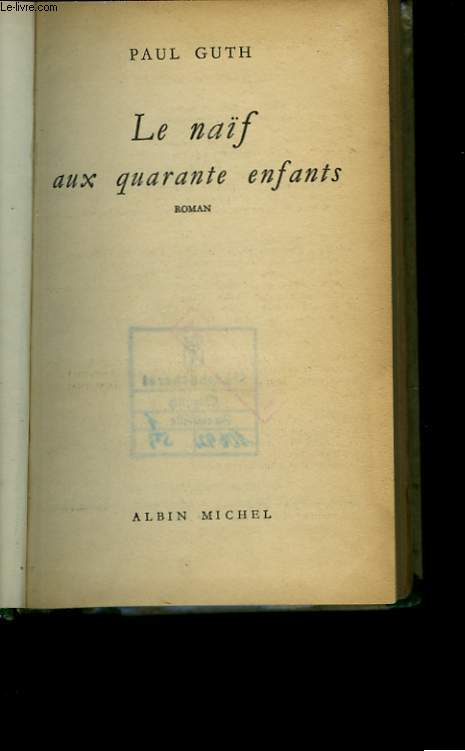 Le-livre.com
PAUL GUTH
Le naïf
aux quarante enfants
ROMAN
ALBIN MICHEL